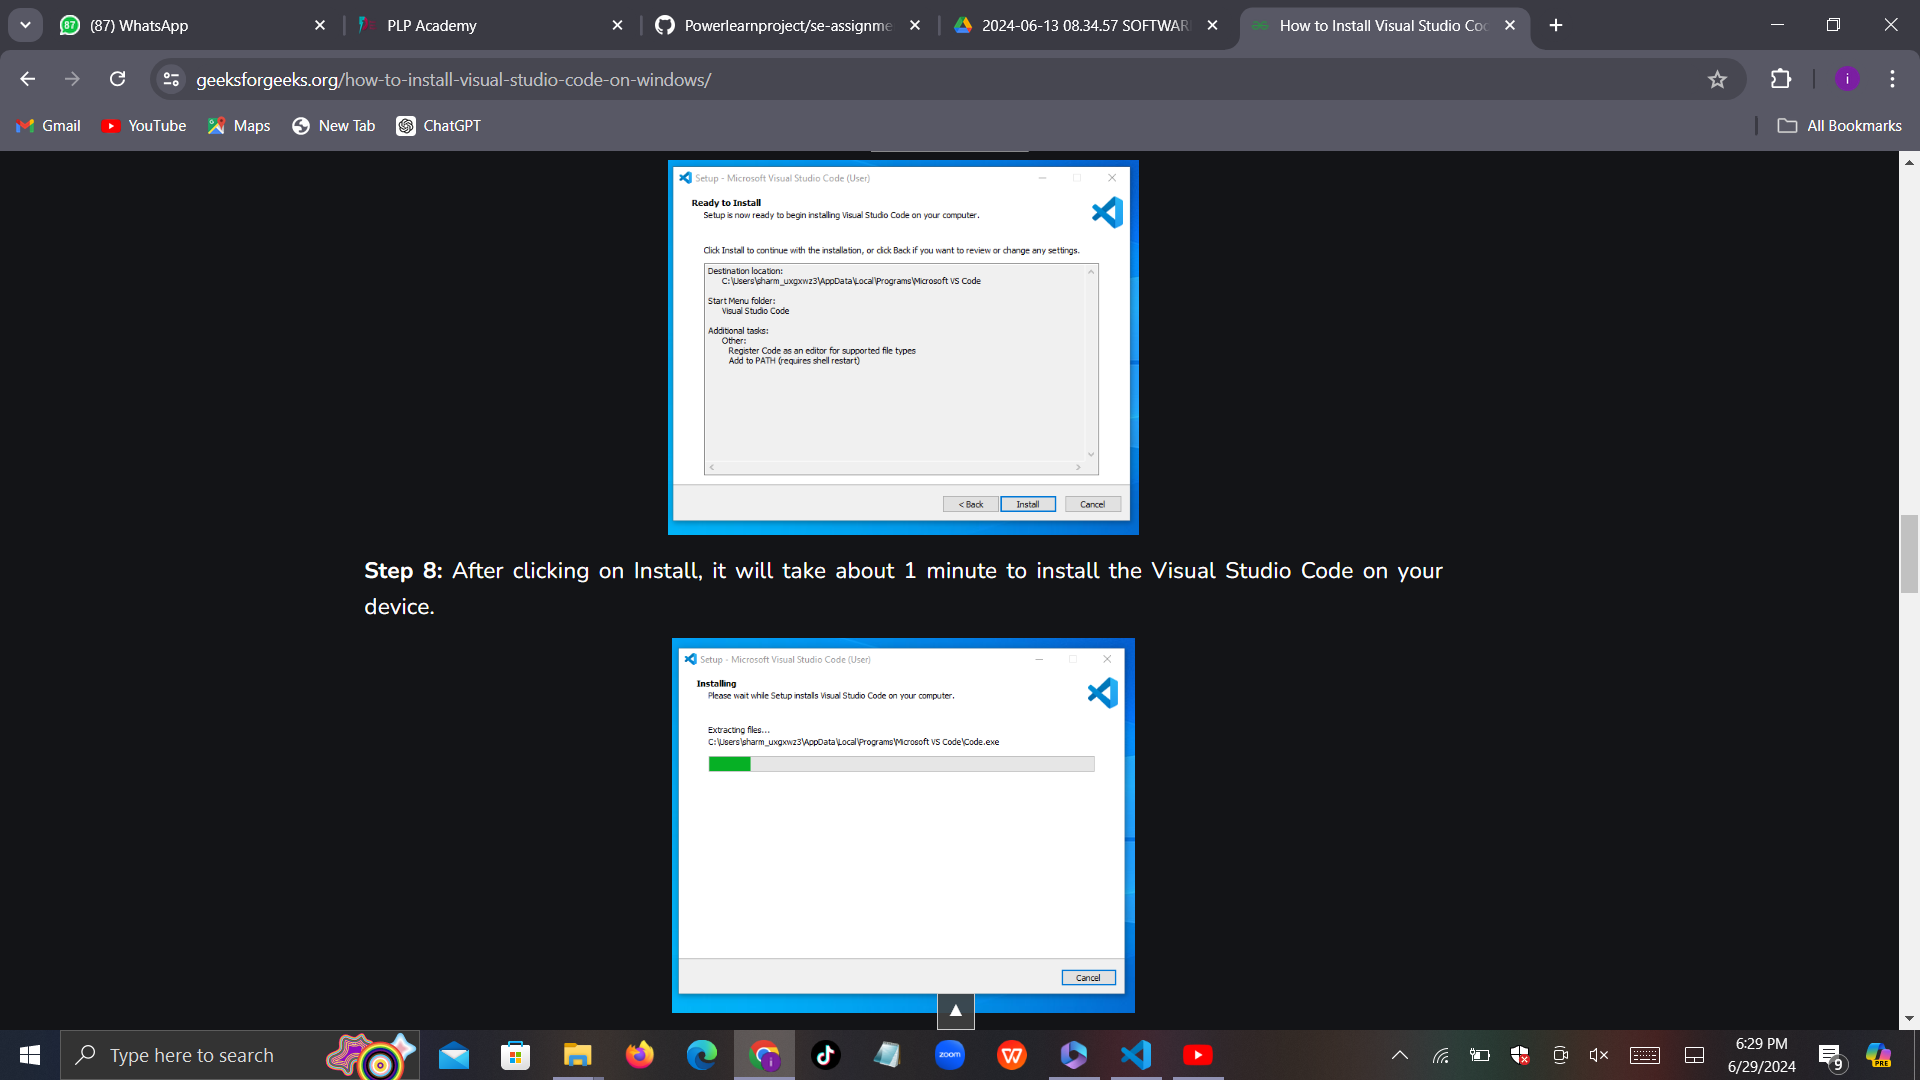 (87) WhatsApp
PLP Academy
Powerlearnproject/se-assignme
2024-06-13 08.34.57 SOFTWAR
How to Install Visual Studio Co
geeksforgeeks.org/how-to-install-visual-studio-code-on-windows/
i
Gmail
YouTube
Maps
New Tab
ChatGPT
All Bookmarks
Setup - Microsoft Visual Studio Code (User)
Ready to Install
Setup is now ready to begin installing Visual Studio Code on your computer.
Click Install to continue with the installation, or click Back if you want to review or change any settings.
Destination location:
C:\Users\sharm_uxgxwz3\AppData\Local\Programs\Microsoft VS Code
Start Menu folder:
Visual Studio Code
Additional tasks:
Other:
Register Code as an editor for supported file types
Add to PATH (requires shell restart)
< Back
Install
Cancel
Step 8: After clicking on Install, it will take about 1 minute to install the Visual Studio Code on your
device.
Setup - Microsoft Visual Studio Code (User)
Installing
Please wait while Setup installs Visual Studio Code on your computer.
Extracting files...
C:\Users\sharm_uxgxwz3\AppData\Local\Programs\Microsoft VS Code\Code.exe
Cancel
Type here to search
zoom
6:29 PM
6/29/2024
9
PRE